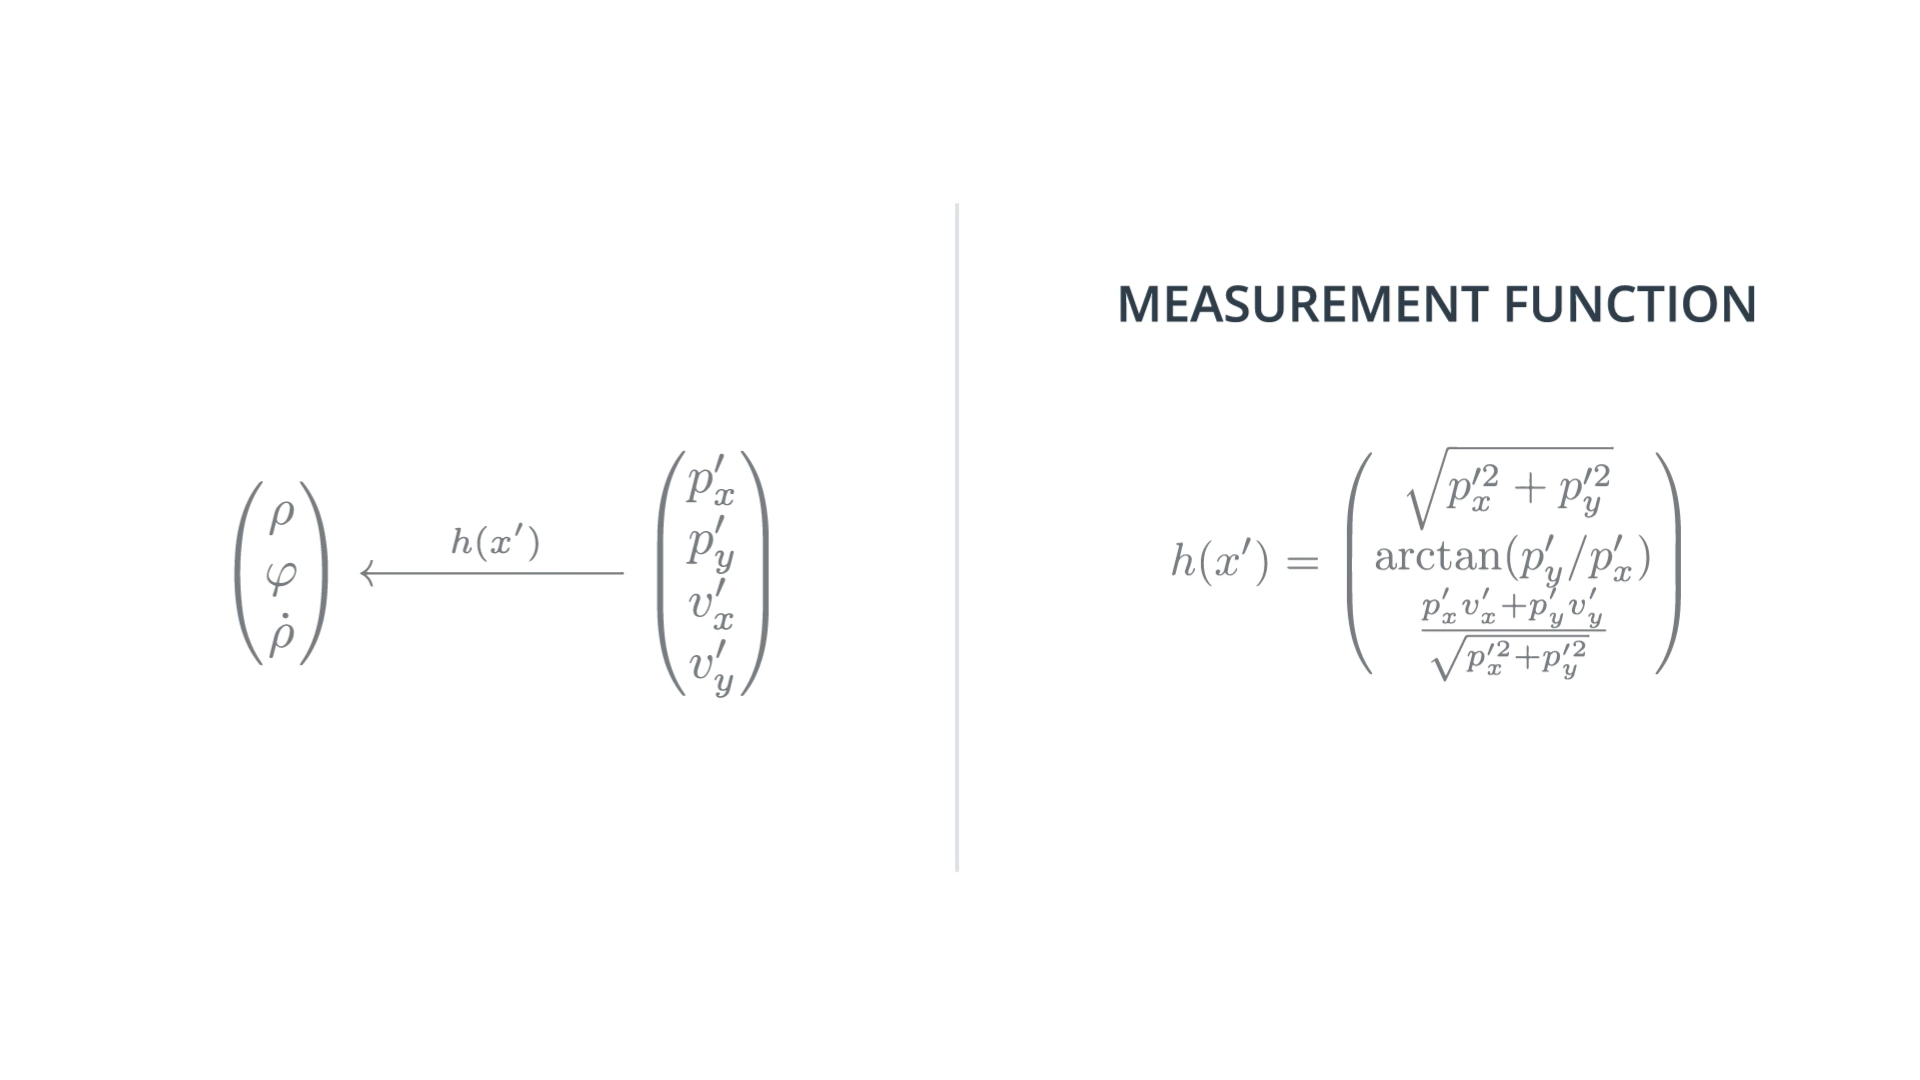 MEASUREMENT FUNCTION
$\begin{pmatrix} \rho \\ \varphi \\ \dot{\rho} \end{pmatrix} \xleftarrow{h(x')} \begin{pmatrix} p'_x \\ p'_y \\ v'_x \\ v'_y \end{pmatrix}$
$h(x') = \begin{pmatrix} \sqrt{p'^2_x + p'^2_y} \\ \arctan(p'_y / p'_x) \\ \frac{p'_x v'_x + p'_y v'_y}{\sqrt{p'^2_x + p'^2_y}} \end{pmatrix}$